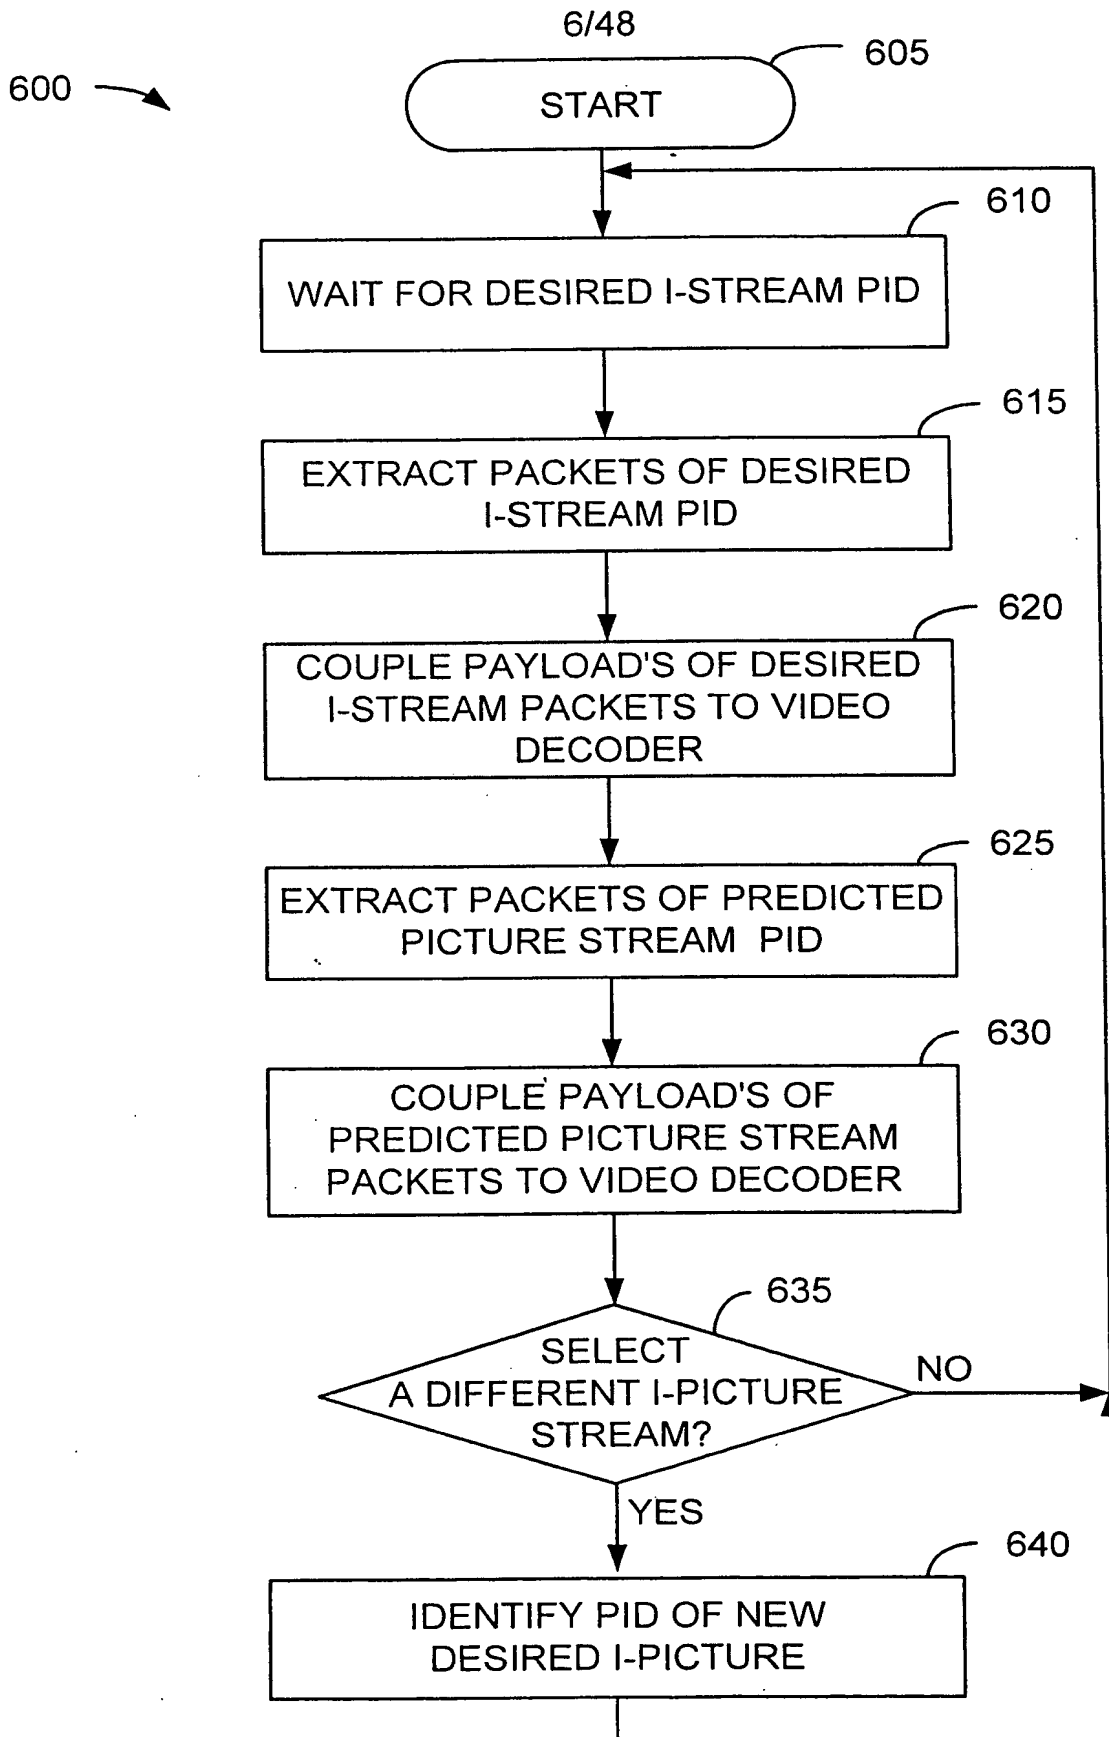 6/48
600
605
START
610
WAIT FOR DESIRED I-STREAM PID
615
EXTRACT PACKETS OF DESIRED
I-STREAM PID
620
COUPLE PAYLOAD'S OF DESIRED
I-STREAM PACKETS TO VIDEO
DECODER
625
EXTRACT PACKETS OF PREDICTED
PICTURE STREAM PID
630
COUPLE PAYLOAD'S OF
PREDICTED PICTURE STREAM
PACKETS TO VIDEO DECODER
635
SELECT
A DIFFERENT I-PICTURE
STREAM?
NO
YES
640
IDENTIFY PID OF NEW
DESIRED I-PICTURE